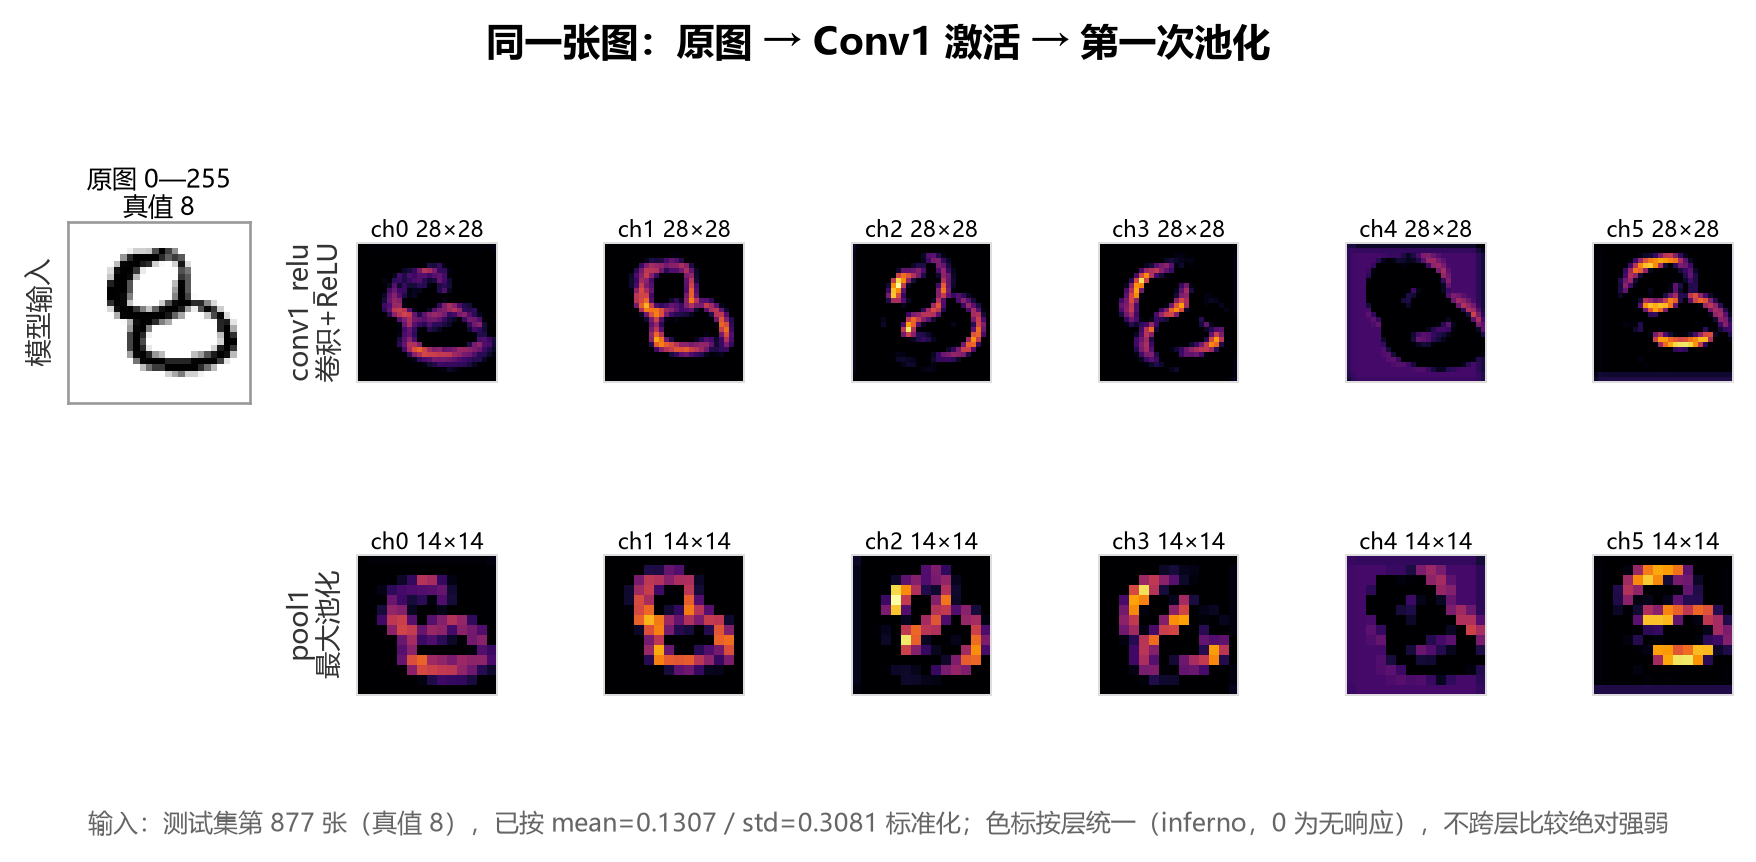 同一张图：原图 → Conv1 激活 → 第一次池化
原图 0—255
真值 8
模型输入
conv1_relu
卷积+ReLU
ch0 28×28
ch1 28×28
ch2 28×28
ch3 28×28
ch4 28×28
ch5 28×28
pool1
最大池化
ch0 14×14
ch1 14×14
ch2 14×14
ch3 14×14
ch4 14×14
ch5 14×14
输入：测试集第 877 张（真值 8），已按 mean=0.1307 / std=0.3081 标准化；色标按层统一（inferno，0 为无响应），不跨层比较绝对强弱